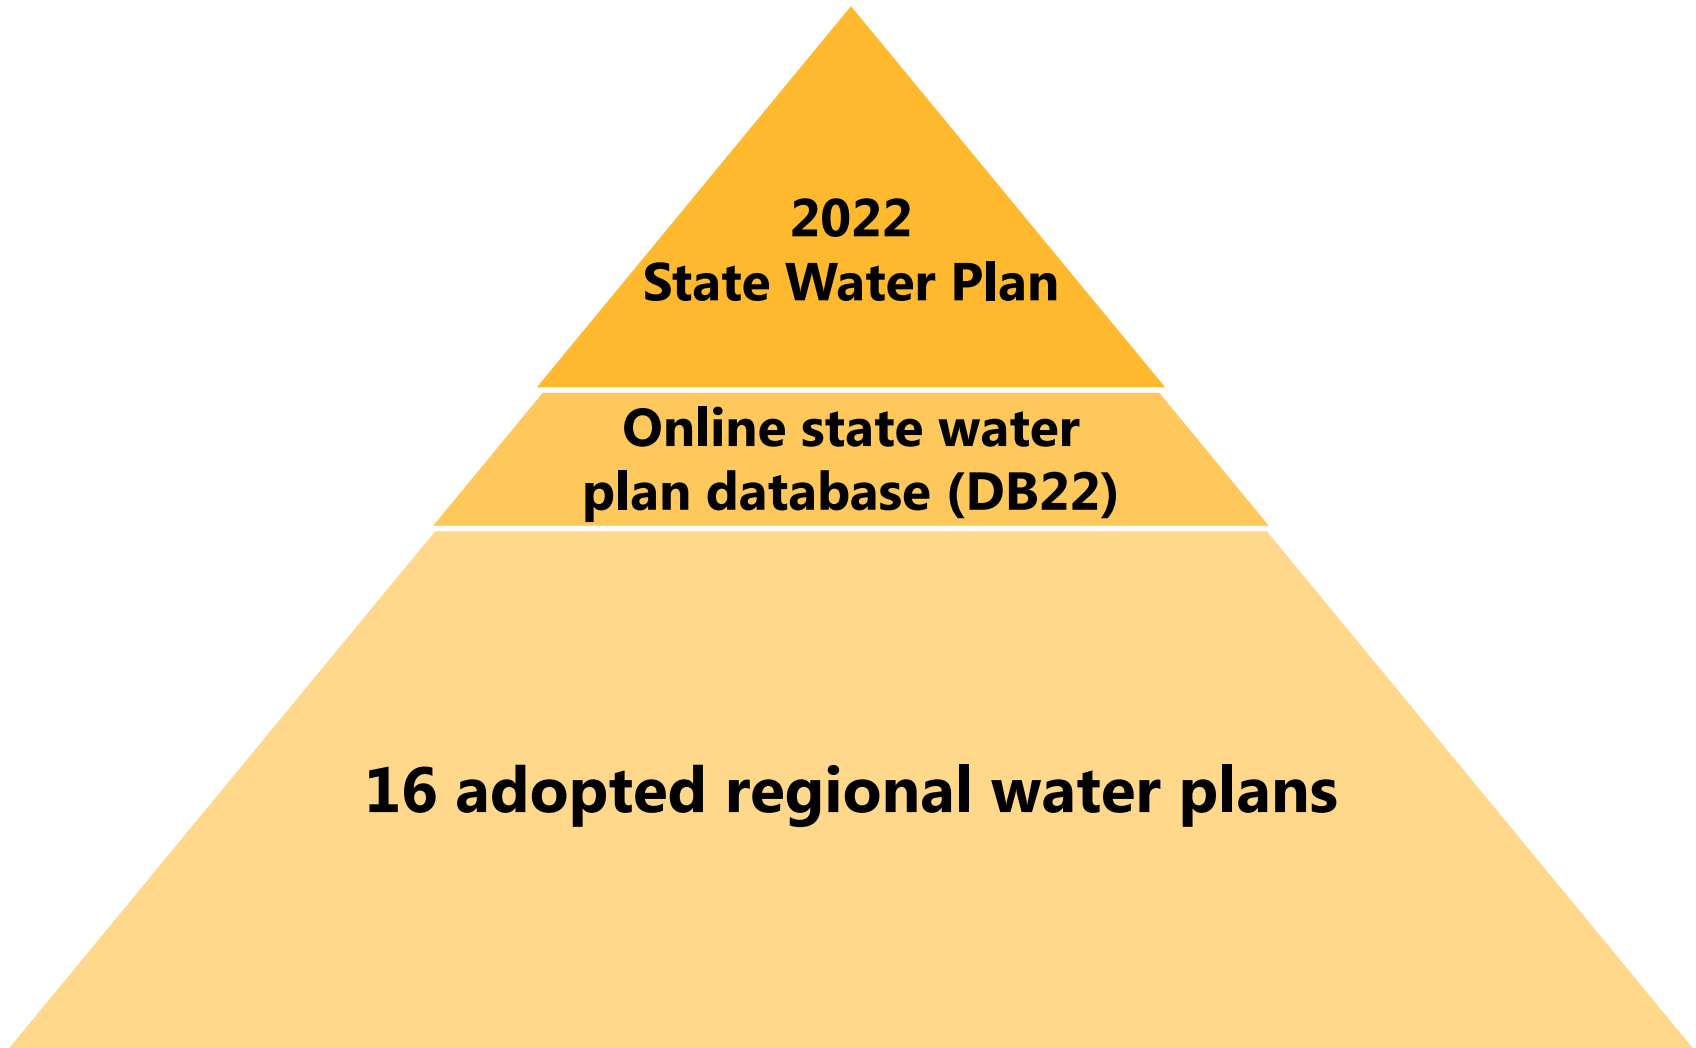 2022
State Water Plan
Online state water
plan database (DB22)
16 adopted regional water plans